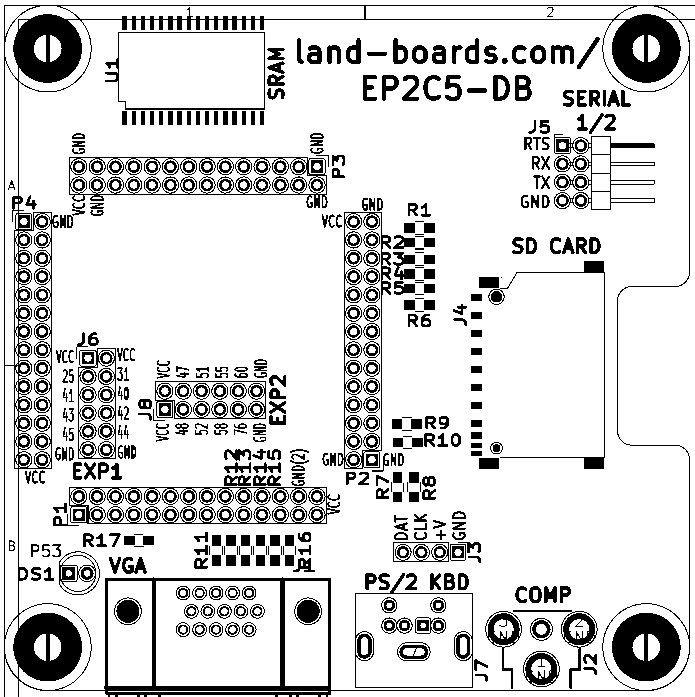 1
2
U1
SRAM
land-boards.com/
EP2C5-DB
SERIAL
1/2
J5
RTS
RX
TX
GND
GND
GND
P3
A
VCC
GND
GND
P4
GND
VCC
GND
R1
R2
R3
R4
R5
R6
SD CARD
J4
J6
VCC
VCC
25
31
41
40
43
42
45
44
GND
GND
EXP1
VCC
47
51
55
60
GND
J8
EXP2
VCC
48
52
58
76
GND
R9
R10
VCC
R12
R13
R14
R15
GND(2)
GND
GND
P2
R7
R8
P1
VCC
R17
R11
R16
J1
DAT
CLK
+V
GND
J3
B
P53
DS1
VGA
PS/2 KBD
J7
COMP
J2